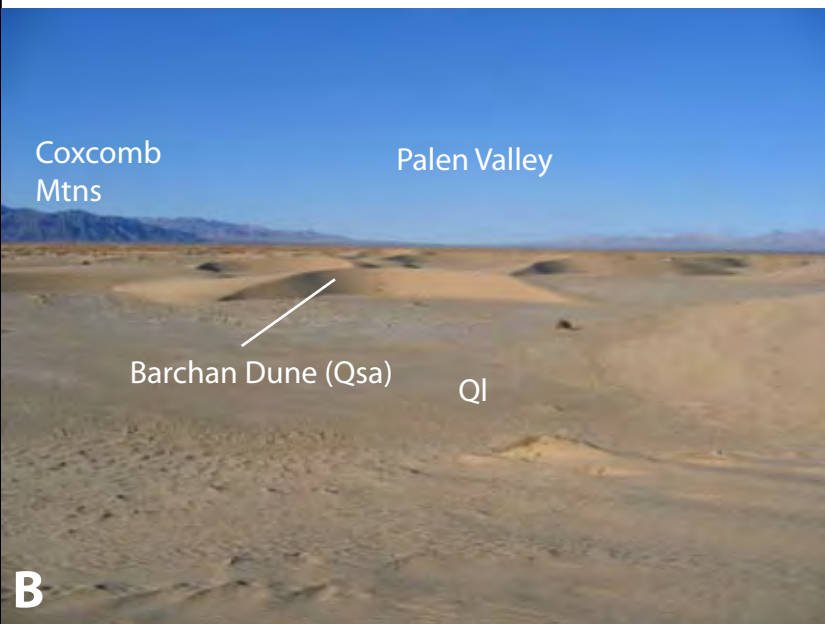 Coxcomb
Mtns
Palen Valley
Barchan Dune (Qsa)
Ql
B